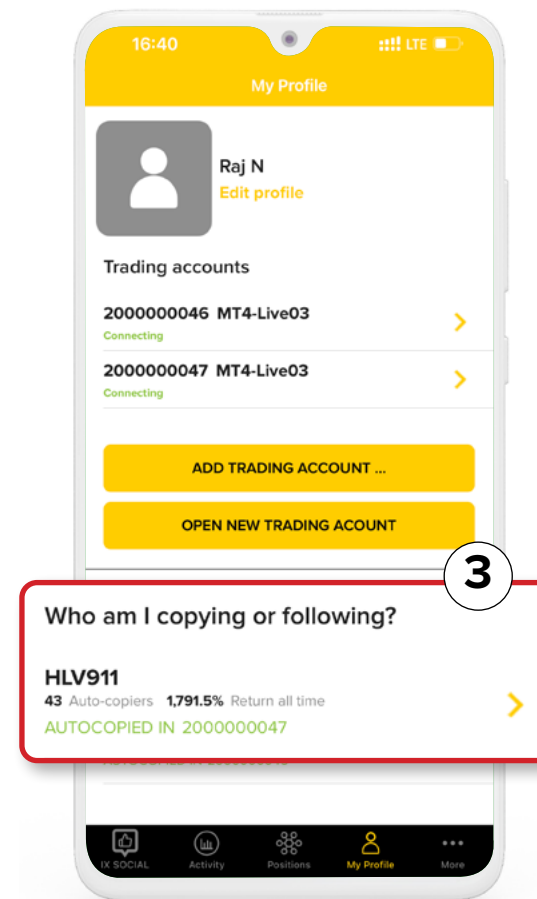 16:40 LTE
My Profile
Raj N
Edit profile
Trading accounts
2000000046 MT4-Live03
Connecting
2000000047 MT4-Live03
Connecting
ADD TRADING ACCOUNT ...
OPEN NEW TRADING ACOUNT
3
Who am I copying or following?
HLV911
43 Auto-copiers 1,791.5% Return all time
AUTOCOPIED IN 2000000047
IX SOCIAL Activity Positions My Profile More